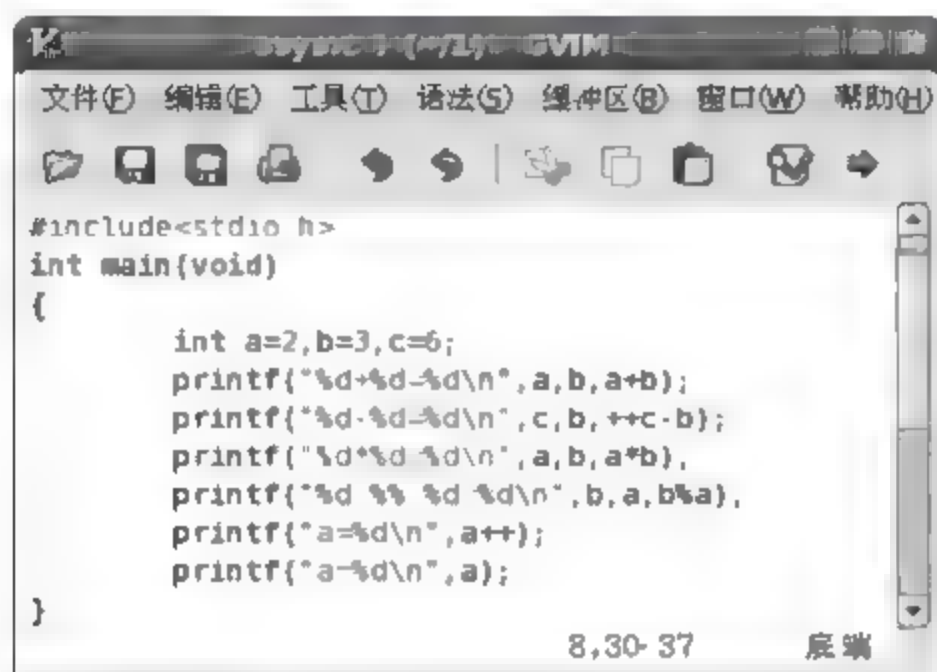 GVIM
文件(F) 编辑(E) 工具(T) 语法(S) 缓冲区(B) 窗口(W) 帮助(H)
#include<stdio.h>
int main(void)
{
int a=2,b=3,c=6;
printf("%d+%d=%d\n",a,b,a+b);
printf("%d-%d=%d\n",c,b,++c-b);
printf("%d*%d=%d\n",a,b,a*b);
printf("%d %% %d=%d\n",b,a,b%a);
printf("a=%d\n",a++);
printf("a=%d\n",a);
}
8,30-37 底端